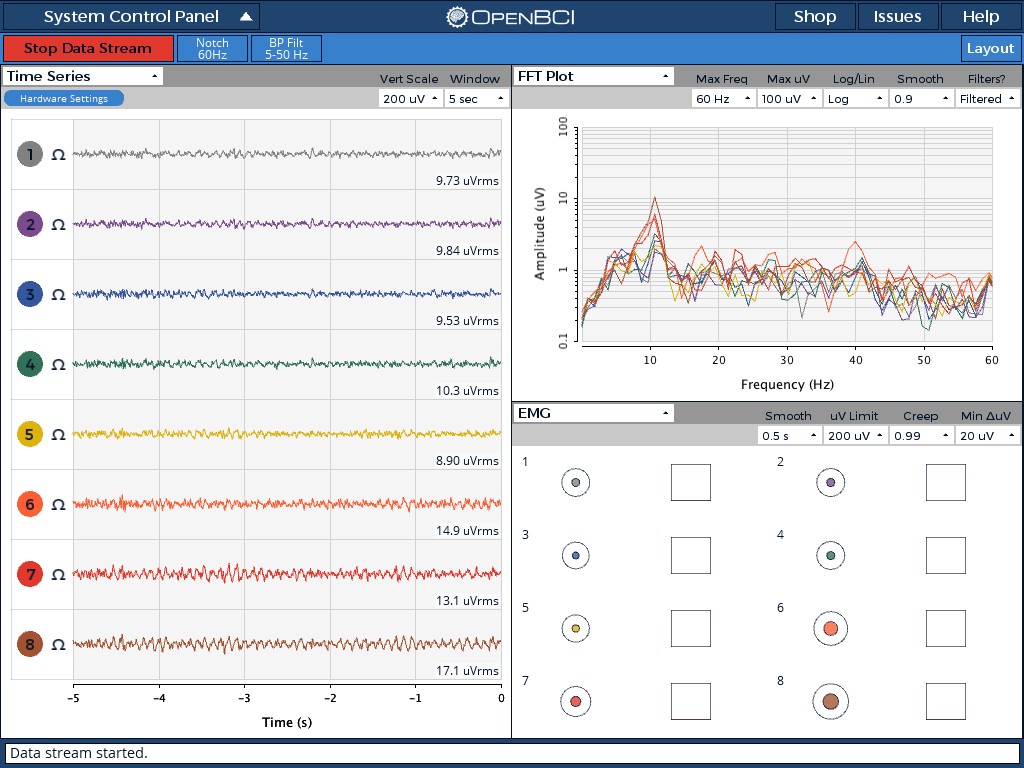 System Control Panel
OpenBCI
Shop
Issues
Help
Stop Data Stream
Notch
60Hz
BP Filt
5-50 Hz
Layout
Time Series
Vert Scale
Window
Hardware Settings
200 uV
5 sec
1 Ω
9.73 uVrms
2 Ω
9.84 uVrms
3 Ω
9.53 uVrms
4 Ω
10.3 uVrms
5 Ω
8.90 uVrms
6 Ω
14.9 uVrms
7 Ω
13.1 uVrms
8 Ω
17.1 uVrms
-5 -4 -3 -2 -1 0
Time (s)
FFT Plot
Max Freq
Max uV
Log/Lin
Smooth
Filters?
60 Hz
100 uV
Log
0.9
Filtered
100
10
1
0.1
Amplitude (uV)
10 20 30 40 50 60
Frequency (Hz)
EMG
Smooth
uV Limit
Creep
Min ΔuV
0.5 s
200 uV
0.99
20 uV
1
2
3
4
5
6
7
8
Data stream started.